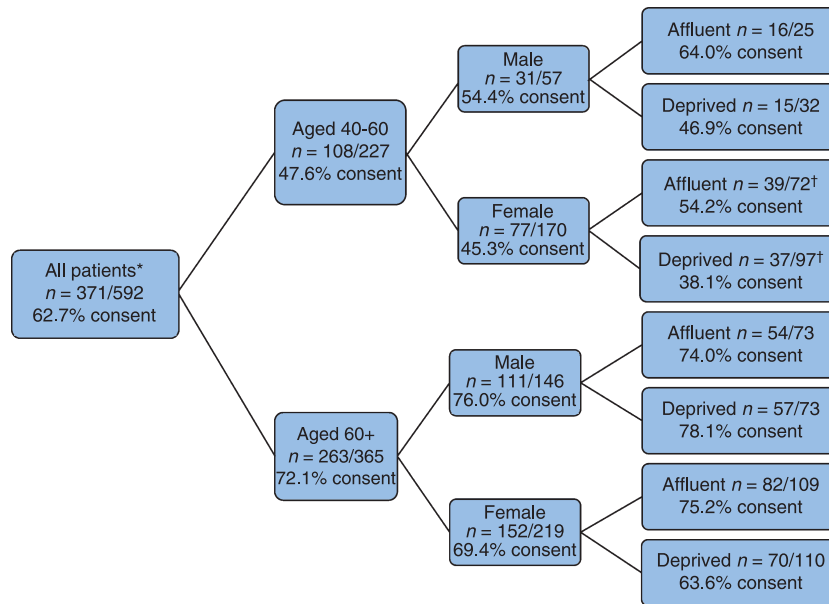 All patients*
n = 371/592
62.7% consent
Aged 40-60
n = 108/227
47.6% consent
Male
n = 31/57
54.4% consent
Affluent n = 16/25
64.0% consent
Deprived n = 15/32
46.9% consent
Female
n = 77/170
45.3% consent
Affluent n = 39/72†
54.2% consent
Deprived n = 37/97†
38.1% consent
Aged 60+
n = 263/365
72.1% consent
Male
n = 111/146
76.0% consent
Affluent n = 54/73
74.0% consent
Deprived n = 57/73
78.1% consent
Female
n = 152/219
69.4% consent
Affluent n = 82/109
75.2% consent
Deprived n = 70/110
63.6% consent